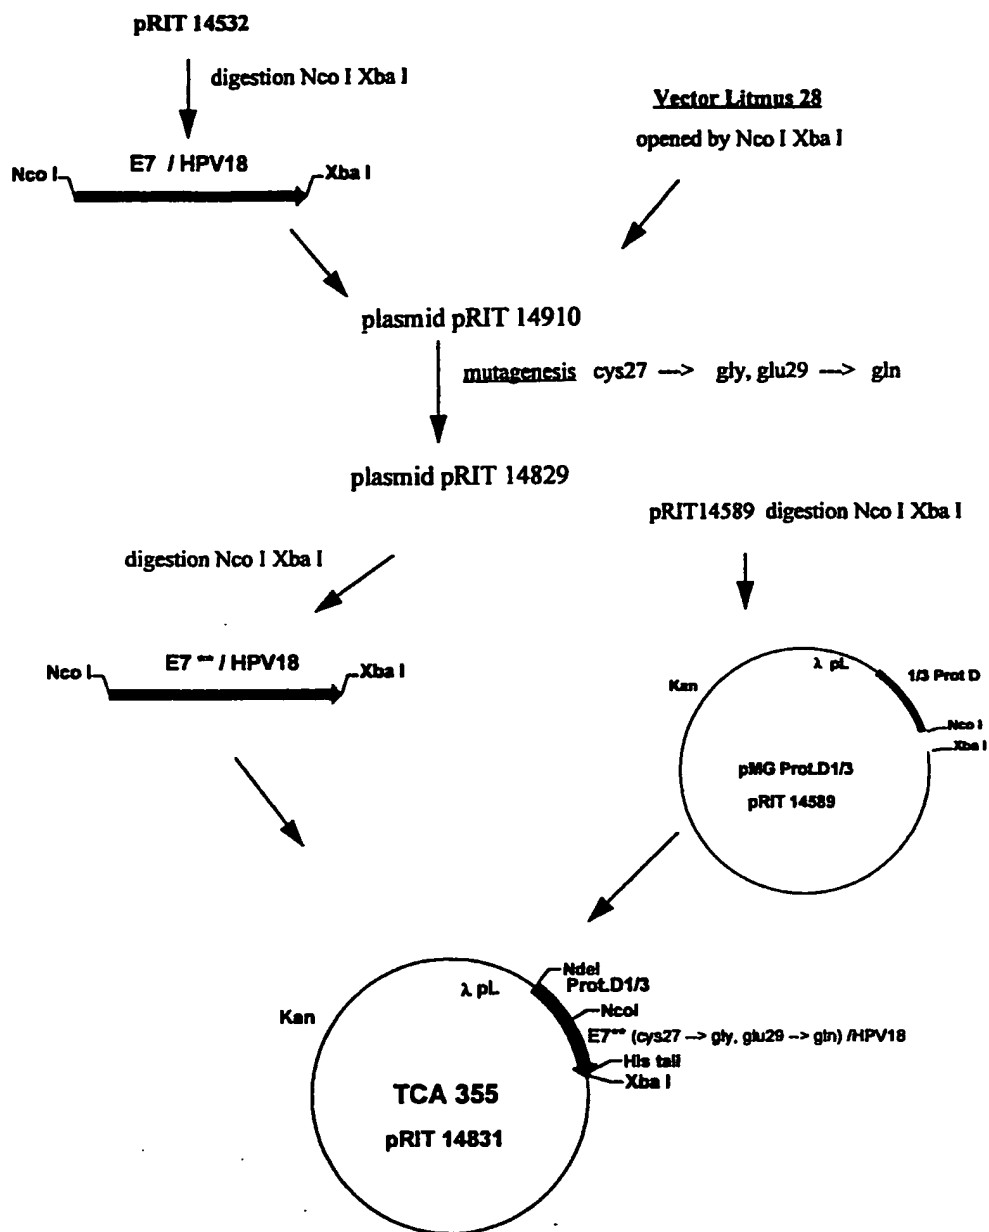 pRIT 14532
digestion Nco I Xba I
Vector Litmus 28
opened by Nco I Xba I
E7 / HPV18
Nco I
Xba I
plasmid pRIT 14910
mutagenesis cys27 —> gly, glu29 —> gln
plasmid pRIT 14829
pRIT14589 digestion Nco I Xba I
digestion Nco I Xba I
E7 ** / HPV18
Nco I
Xba I
λ pL
1/3 Prot D
Kan
Nco I
Xba I
pMG Prot.D1/3
pRIT 14589
NdeI
λ pL
Prot.D1/3
Kan
NcoI
E7** (cys27 --> gly, glu29 --> gln) /HPV18
His tail
Xba I
TCA 355
pRIT 14831